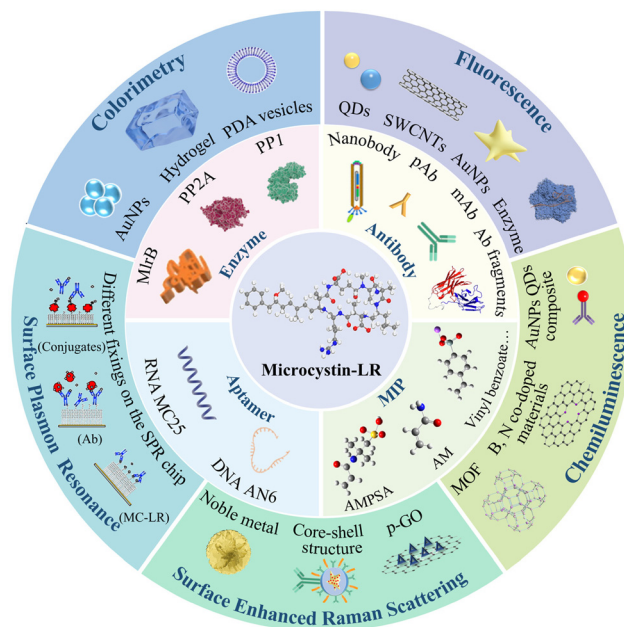 Colorimetry
AuNPs
Hydrogel
PDA vesicles
Fluorescence
QDs
SWCNTs
AuNPs
Enzyme
Chemiluminescence
AuNPs QDs
composite
B, N co-doped
materials
MOF
Surface Enhanced Raman Scattering
Noble metal
Core-shell
structure
p-GO
Surface Plasmon Resonance
Different fixings on the SPR chip
(Conjugates)
(Ab)
(MC-LR)
Enzyme
MlrB
PP2A
PP1
Antibody
Nanobody
pAb
mAb
Ab fragments
MIP
Vinyl benzoate...
AM
AMPSA
Aptamer
RNA MC25
DNA AN6
Microcystin-LR